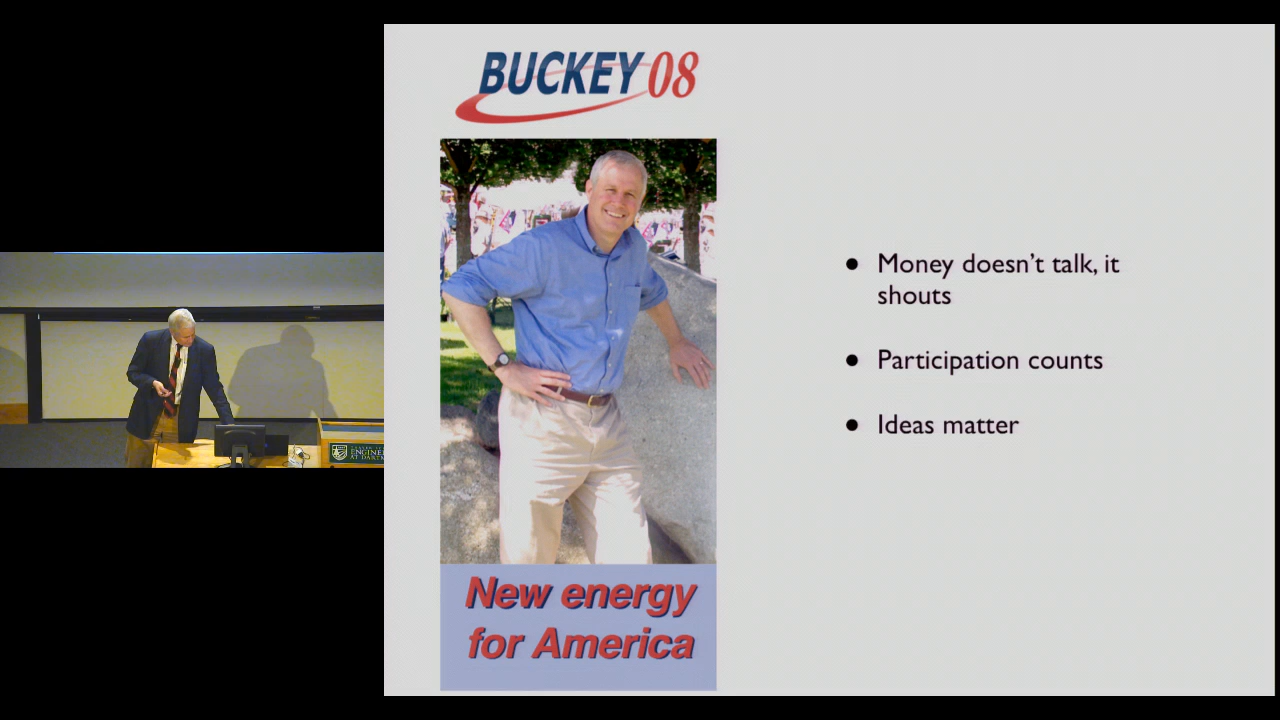 BUCKEY 08
● Money doesn't talk, it
shouts
● Participation counts
● Ideas matter
New energy
for America